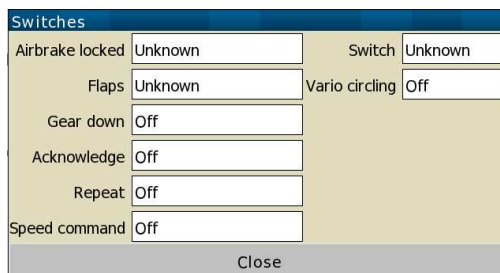 Switches
Airbrake locked Unknown Switch Unknown
Flaps Unknown Vario circling Off
Gear down Off
Acknowledge Off
Repeat Off
Speed command Off
Close